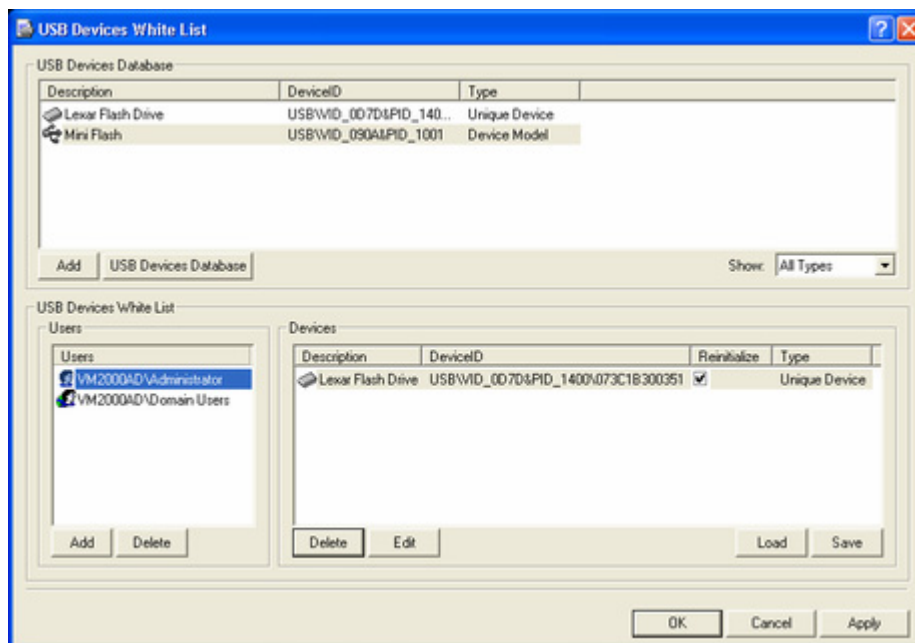 USB Devices White List
USB Devices Database
Description DeviceID Type
Lexar Flash Drive USB\VID_0D7D&PID_140... Unique Device
Mini Flash USB\VID_090A&PID_1001 Device Model
Add USB Devices Database Show: All Types
USB Devices White List
Users
Users
VM2000AD\Administrator
VM2000AD\Domain Users
Add Delete
Devices
Description DeviceID Reinitialize Type
Lexar Flash Drive USB\VID_0D7D&PID_1400\073C1B300351 Unique Device
Delete Edit Load Save
OK Cancel Apply